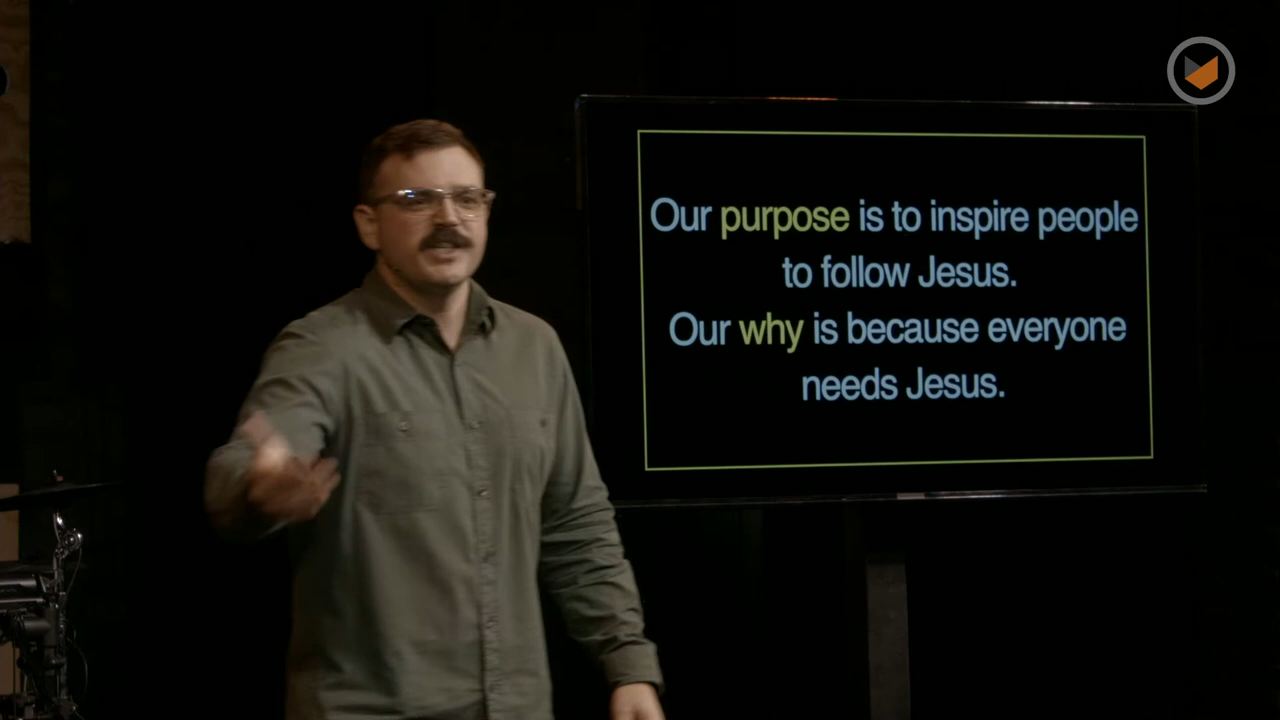 Our purpose is to inspire people
to follow Jesus.
Our why is because everyone
needs Jesus.